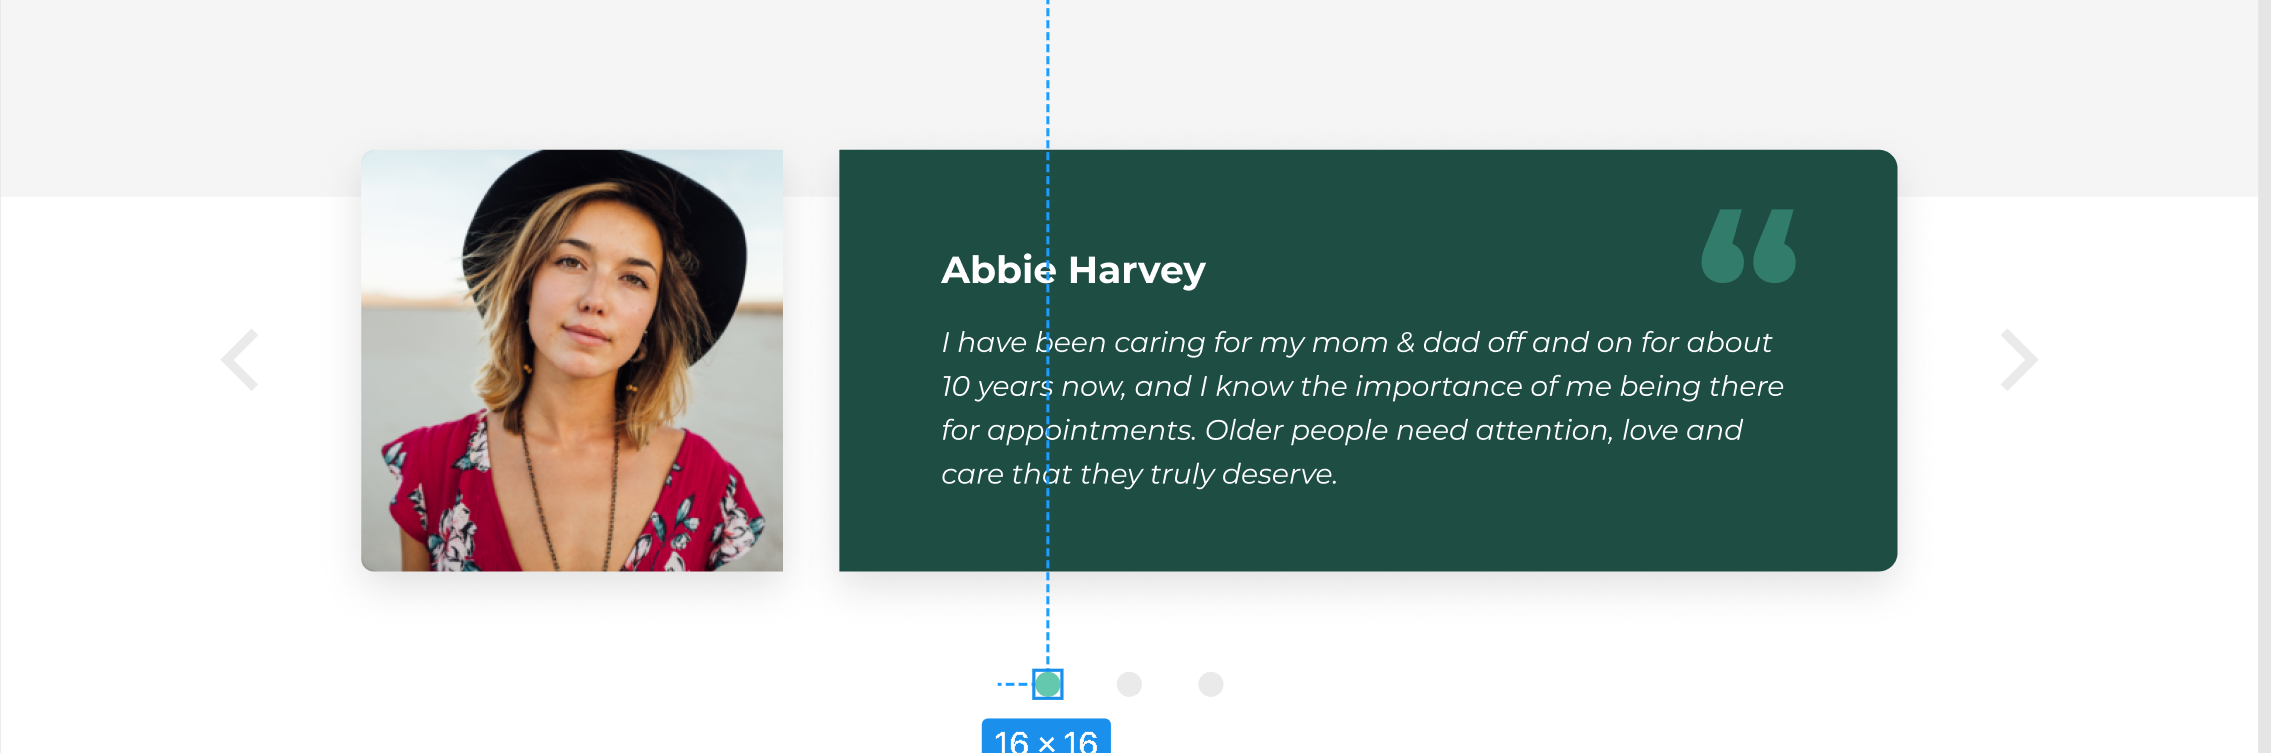 “
Abbie Harvey
I have been caring for my mom & dad off and on for about
10 years now, and I know the importance of me being there
for appointments. Older people need attention, love and
care that they truly deserve.
16 × 16